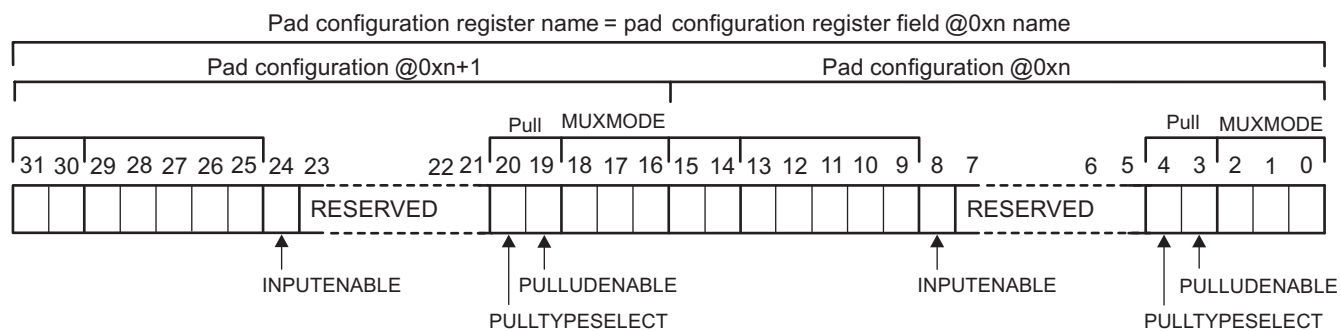 Pad configuration register name = pad configuration register field @0xn name
Pad configuration @0xn+1 Pad configuration @0xn
Pull MUXMODE Pull MUXMODE
31 30 29 28 27 26 25 24 23 22 21 20 19 18 17 16 15 14 13 12 11 10 9 8 7 6 5 4 3 2 1 0
RESERVED RESERVED
INPUTENABLE PULLUDENABLE INPUTENABLE PULLUDENABLE
PULLTYPESELECT PULLTYPESELECT